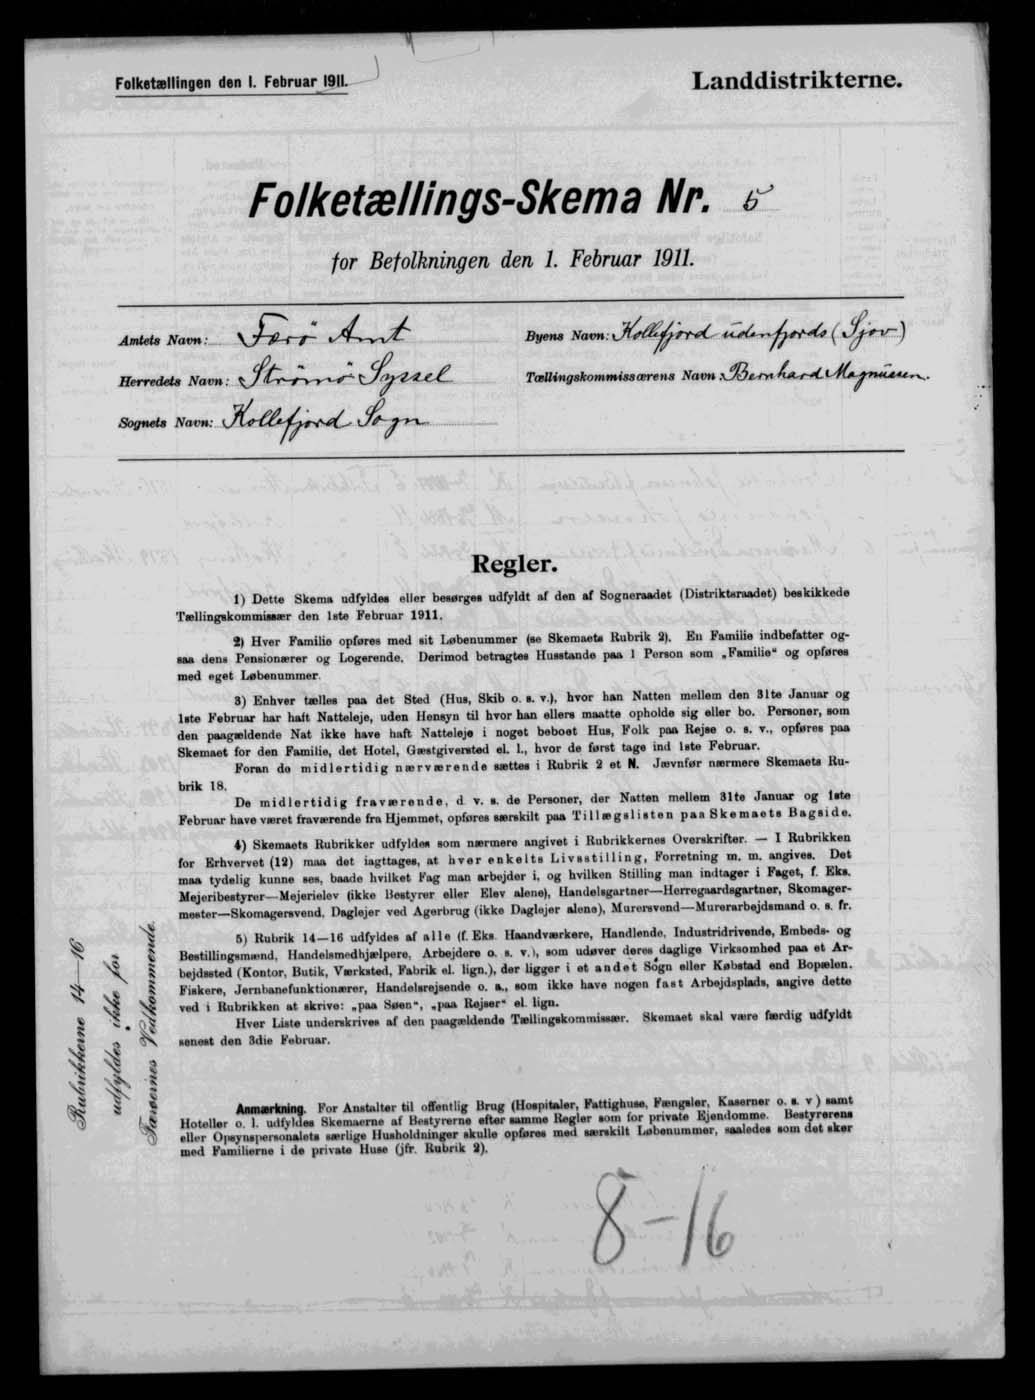 Folketællingen den 1. Februar 1911.
Landdistrikterne.
Folketællings-Skema Nr. 5
for Befolkningen den 1. Februar 1911.
Amtets Navn: Færö Amt
Byens Navn: Kollefjord udenfjords (Sjov)
Herredets Navn: Strömö Syssel
Tællingskommissærens Navn: Bernhard Magnussen.
Sognets Navn: Kollefjord Sogn
Regler.
1) Dette Skema udfyldes eller besørges udfyldt af den af Sogneraadet (Distriktsraadet) beskikkede
Tællingskommissær den 1ste Februar 1911.
2) Hver Familie opføres med sit Løbenummer (se Skemaets Rubrik 2). En Familie indbefatter og-
saa dens Pensionærer og Logerende. Derimod betragtes Husstande paa 1 Person som „Familie“ og opføres
med eget Løbenummer.
3) Enhver tælles paa det Sted (Hus, Skib o. s. v.), hvor han Natten mellem den 31te Januar og
1ste Februar har haft Natteleje, uden Hensyn til hvor han ellers maatte opholde sig eller bo. Personer, som
den paagældende Nat ikke have haft Natteleje i noget beboet Hus, Folk paa Rejse o. s. v., opføres paa
Skemaet for den Familie, det Hotel, Gæstgiversted el. l., hvor de først tage ind 1ste Februar.
Foran de midlertidig nærværende sættes i Rubrik 2 et N. Jævnfør nærmere Skemaets Ru-
brik 18.
De midlertidig fraværende, d. v. s. de Personer, der Natten mellem 31te Januar og 1ste
Februar have været fraværende fra Hjemmet, opføres særskilt paa Tillægslisten paa Skemaets Bagside.
4) Skemaets Rubrikker udfyldes som nærmere angivet i Rubrikkernes Overskrifter. — I Rubrikken
for Erhvervet (12) maa det iagttages, at hver enkelts Livsstilling, Forretning m. m. angives. Det
maa tydelig kunne ses, baade hvilket Fag man arbejder i, og hvilken Stilling man indtager i Faget, f. Eks.
Mejeribestyrer—Mejerielev (ikke Bestyrer eller Elev alene), Handelsgartner—Herregaardsgartner, Skomager-
mester—Skomagersvend, Daglejer ved Agerbrug (ikke Daglejer alene), Murersvend—Murerarbejdsmand o. s. fr.
5) Rubrik 14—16 udfyldes af alle (f. Eks. Haandværkere, Handlende, Industridrivende, Embeds- og
Bestillingsmænd, Handelsmedhjælpere, Arbejdere o. s. v.), som udøver deres daglige Virksomhed paa et Ar-
bejdssted (Kontor, Butik, Værksted, Fabrik el. lign.), der ligger i et andet Sogn eller Købstad end Bopælen.
Fiskere, Jernbanefunktionærer, Handelsrejsende o. a., som ikke have nogen fast Arbejdsplads, angive dette
ved i Rubrikken at skrive: „paa Søen“, „paa Rejser“ el. lign.
Hver Liste underskrives af den paagældende Tællingskommissær. Skemaet skal være færdig udfyldt
senest den 3die Februar.
Rubrikkerne 14—16
udfyldes ikke for
Færøernes Vedkommende.
Anmærkning. For Anstalter til offentlig Brug (Hospitaler, Fattighuse, Fængsler, Kaserner o. s. v) samt
Hoteller o. l. udfyldes Skemaerne af Bestyrerne efter samme Regler som for private Ejendomme. Bestyrerens
eller Opsynspersonalets særlige Husholdninger skulle opføres med særskilt Løbenummer, saaledes som det sker
med Familierne i de private Huse (jfr. Rubrik 2).
8-16